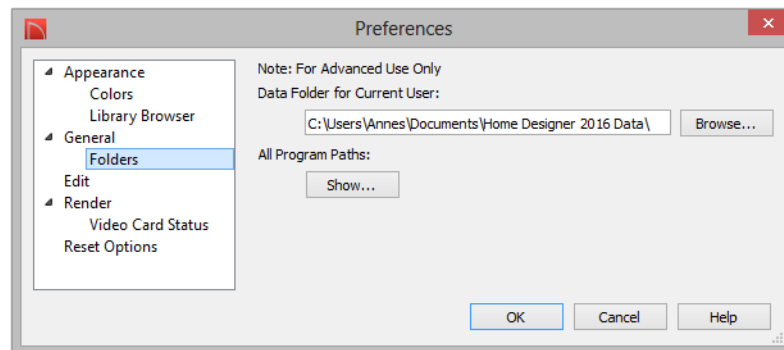 Preferences
Appearance
Colors
Library Browser
General
Folders
Edit
Render
Video Card Status
Reset Options
Note: For Advanced Use Only
Data Folder for Current User:
C:\Users\Annes\Documents\Home Designer 2016 Data\ Browse...
All Program Paths:
Show...
OK Cancel Help